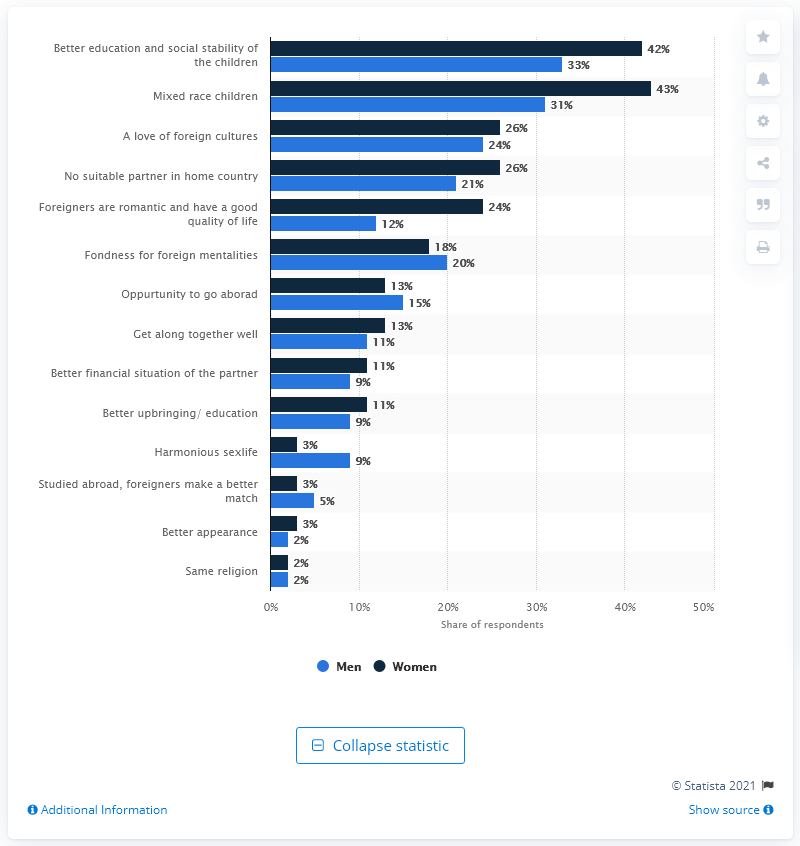 Better education and social stability of
the children
42%
33%
Mixed race children
43%
31%
A love of foreign cultures
26%
24%
No suitable partner in home country
26%
21%
Foreigners are romantic and have a good
quality of life
24%
12%
Fondness for foreign mentalities
18%
20%
Oppurtunity to go aborad
13%
15%
Get along together well
13%
11%
Better financial situation of the partner
11%
9%
Better upbringing/ education
11%
9%
Harmonious sexlife
3%
9%
Studied abroad, foreigners make a better
match
3%
5%
Better appearance
3%
2%
Same religion
2%
2%
0% 10% 20% 30% 40% 50%
Share of respondents
Men Women
Collapse statistic
© Statista 2021
Additional Information
Show source